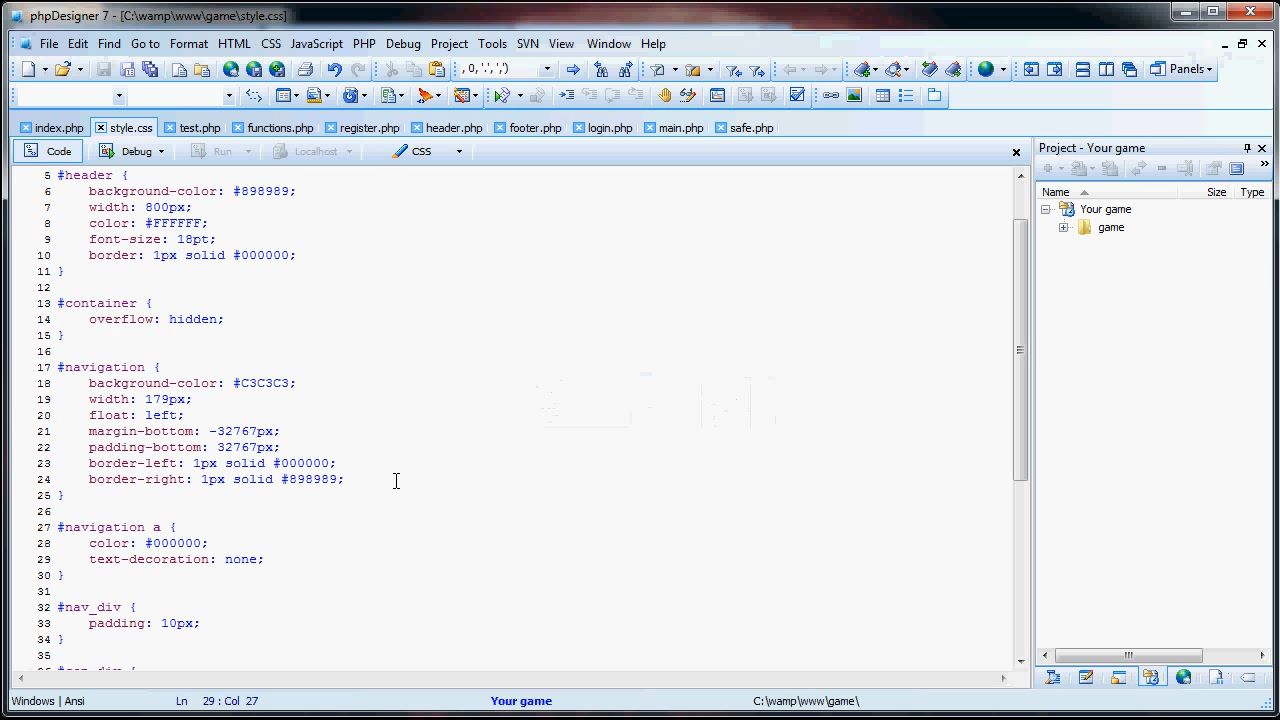 phpDesigner 7 - [C:\wamp\www\game\style.css]
File Edit Find Go to Format HTML CSS JavaScript PHP Debug Project Tools SVN View Window Help
, 0, '.', ',')
Panels
index.php style.css test.php functions.php register.php header.php footer.php login.php main.php safe.php
Code Debug Run Localhost CSS
5 #header {
6 background-color: #898989;
7 width: 800px;
8 color: #FFFFFF;
9 font-size: 18pt;
10 border: 1px solid #000000;
11 }
12
13 #container {
14 overflow: hidden;
15 }
16
17 #navigation {
18 background-color: #C3C3C3;
19 width: 179px;
20 float: left;
21 margin-bottom: -32767px;
22 padding-bottom: 32767px;
23 border-left: 1px solid #000000;
24 border-right: 1px solid #898989;
25 }
26
27 #navigation a {
28 color: #000000;
29 text-decoration: none;
30 }
31
32 #nav_div {
33 padding: 10px;
34 }
35
Project - Your game
Name Size Type
Your game
game
Windows | Ansi Ln 29 : Col 27 Your game C:\wamp\www\game\